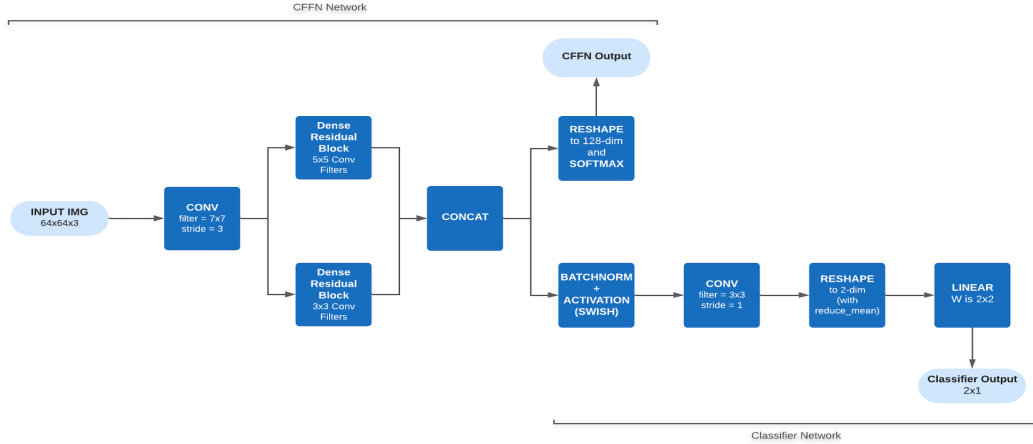 CFFN Network
CFFN Output
Dense
Residual
Block
5x5 Conv
Filters
RESHAPE
to 128-dim
and
SOFTMAX
INPUT IMG
64x64x3
CONV
filter = 7x7
stride = 3
CONCAT
Dense
Residual
Block
3x3 Conv
Filters
BATCHNORM
+
ACTIVATION
(SWISH)
CONV
filter = 3x3
stride = 1
RESHAPE
to 2-dim
(with
reduce_mean)
LINEAR
W is 2x2
Classifier Output
2x1
Classifier Network